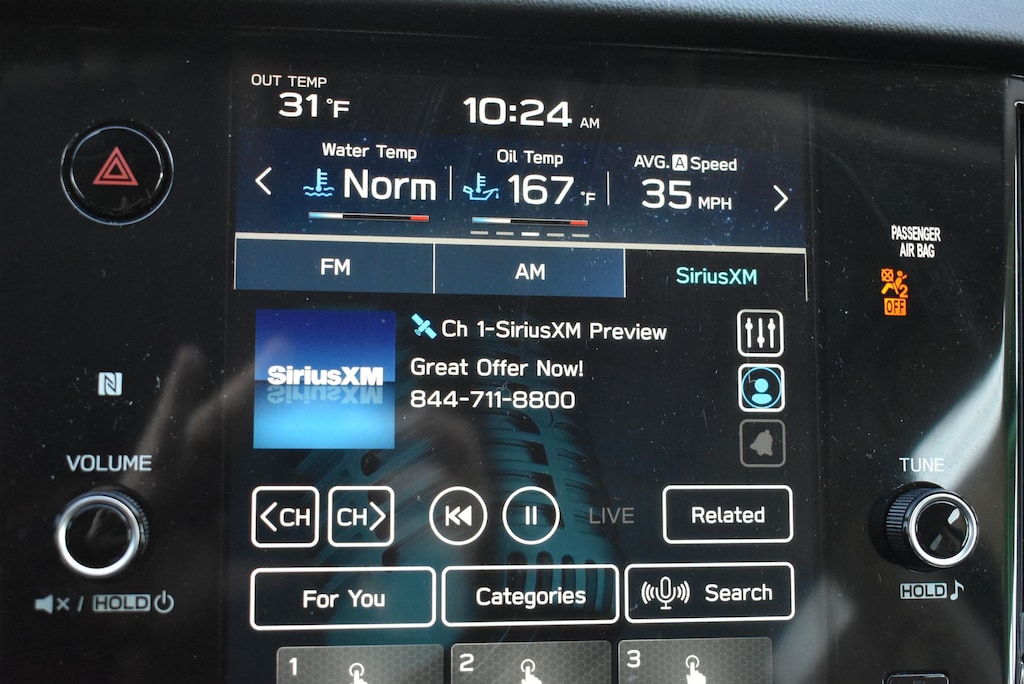 OUT TEMP
31°F
10:24 AM
Water Temp
Norm
Oil Temp
167°F
AVG. A Speed
35 MPH
PASSENGER
AIR BAG
2
OFF
FM
AM
SiriusXM
SiriusXM
Ch 1-SiriusXM Preview
Great Offer Now!
844-711-8800
N
VOLUME
TUNE
<CH
CH>
LIVE
Related
/ HOLD
HOLD
For You
Categories
Search
1
2
3